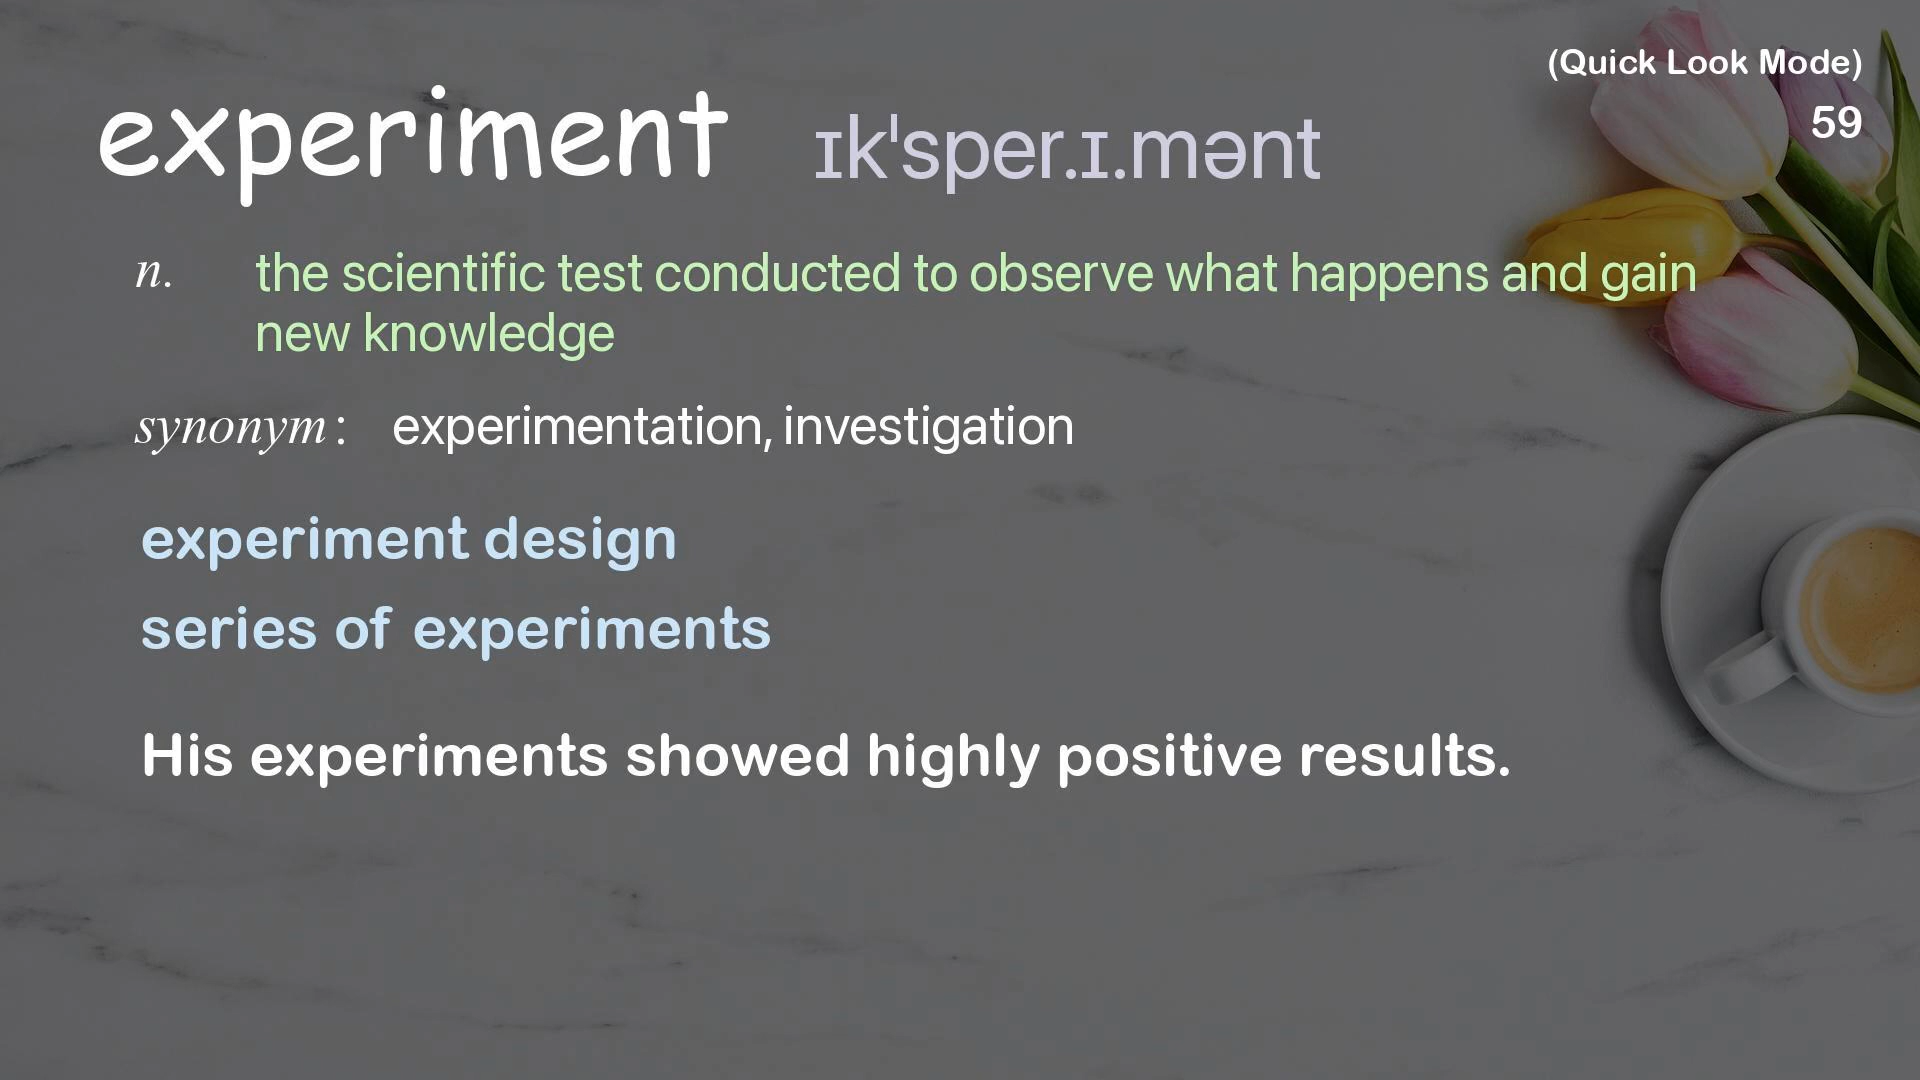 (Quick Look Mode)
59
experiment ɪkˈsper.ɪ.mənt
n. the scientific test conducted to observe what happens and gain
new knowledge
synonym: experimentation, investigation
experiment design
series of experiments
His experiments showed highly positive results.